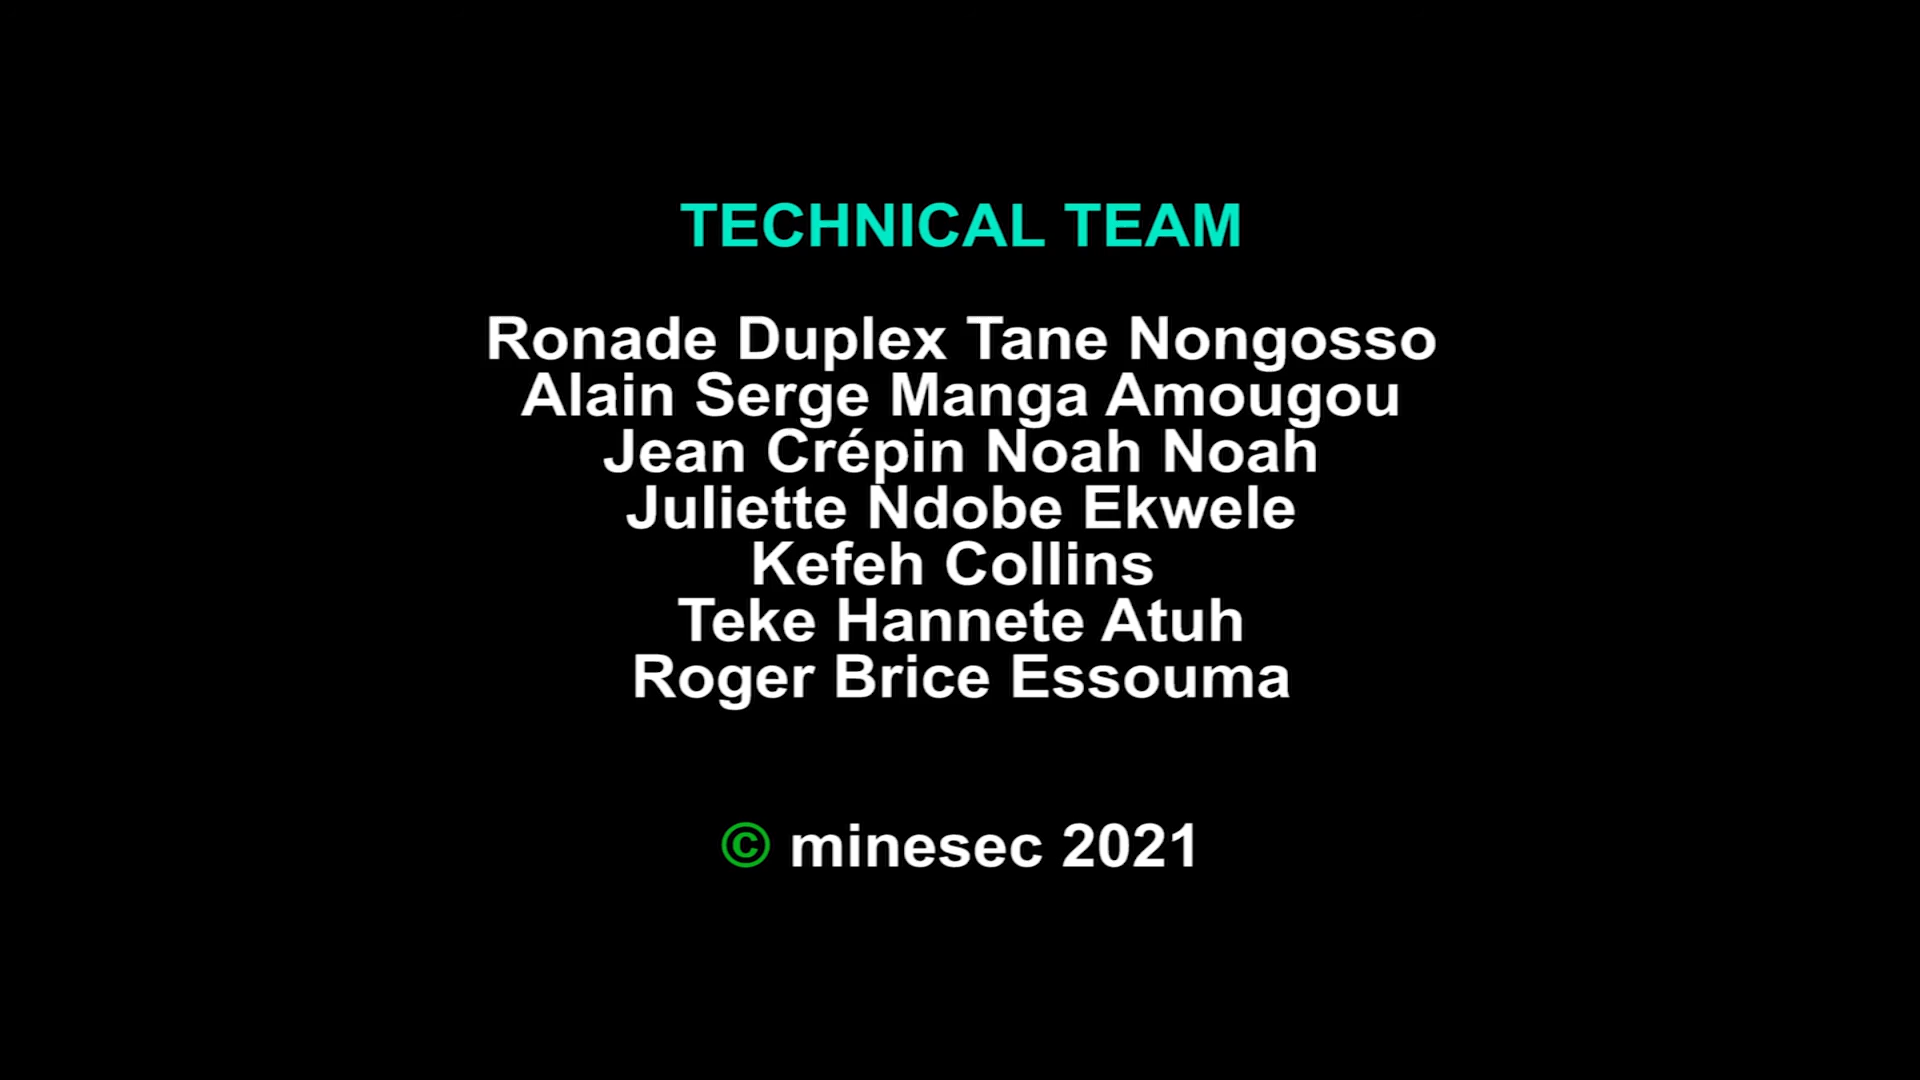 TECHNICAL TEAM
Ronade Duplex Tane Nongosso
Alain Serge Manga Amougou
Jean Crépin Noah Noah
Juliette Ndobe Ekwele
Kefeh Collins
Teke Hannete Atuh
Roger Brice Essouma
© minesec 2021